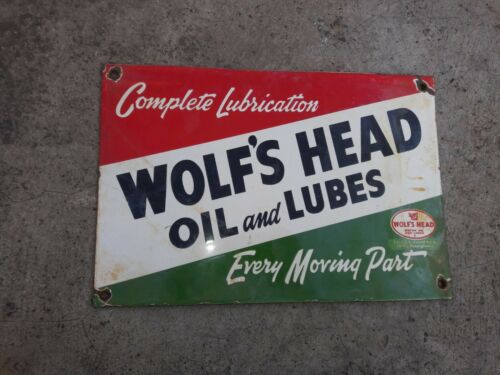 Complete Lubrication
WOLF'S HEAD
OIL and LUBES
WOLF'S HEAD
Every Moving Part